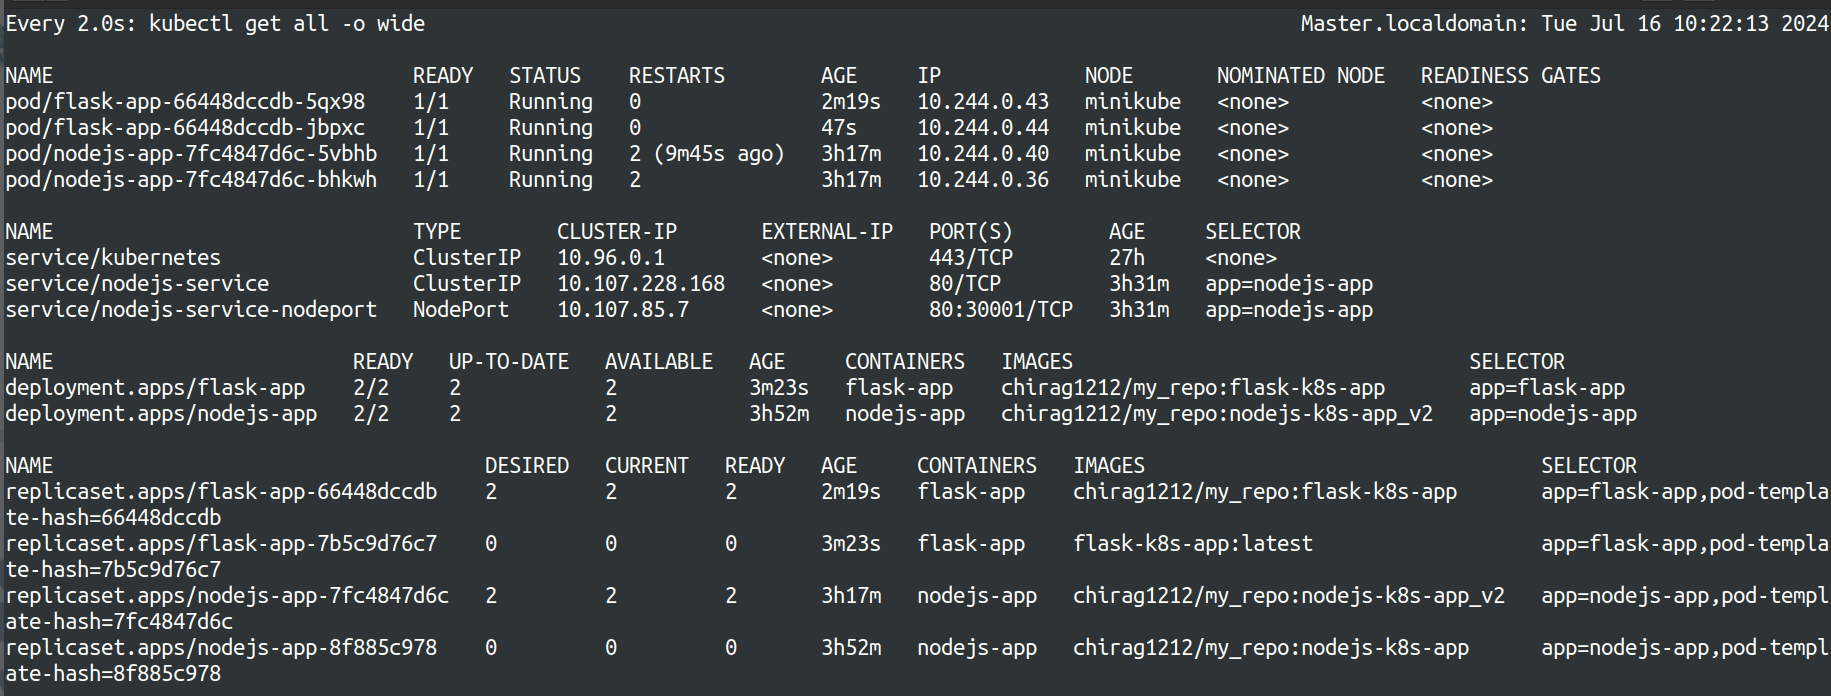 Every 2.0s: kubectl get all -o wide Master.localdomain: Tue Jul 16 10:22:13 2024
NAME READY STATUS RESTARTS AGE IP NODE NOMINATED NODE READINESS GATES
pod/flask-app-66448dccdb-5qx98 1/1 Running 0 2m19s 10.244.0.43 minikube <none> <none>
pod/flask-app-66448dccdb-jbpxc 1/1 Running 0 47s 10.244.0.44 minikube <none> <none>
pod/nodejs-app-7fc4847d6c-5vbhb 1/1 Running 2 (9m45s ago) 3h17m 10.244.0.40 minikube <none> <none>
pod/nodejs-app-7fc4847d6c-bhkwh 1/1 Running 2 3h17m 10.244.0.36 minikube <none> <none>
NAME TYPE CLUSTER-IP EXTERNAL-IP PORT(S) AGE SELECTOR
service/kubernetes ClusterIP 10.96.0.1 <none> 443/TCP 27h <none>
service/nodejs-service ClusterIP 10.107.228.168 <none> 80/TCP 3h31m app=nodejs-app
service/nodejs-service-nodeport NodePort 10.107.85.7 <none> 80:30001/TCP 3h31m app=nodejs-app
NAME READY UP-TO-DATE AVAILABLE AGE CONTAINERS IMAGES SELECTOR
deployment.apps/flask-app 2/2 2 2 3m23s flask-app chirag1212/my_repo:flask-k8s-app app=flask-app
deployment.apps/nodejs-app 2/2 2 2 3h52m nodejs-app chirag1212/my_repo:nodejs-k8s-app_v2 app=nodejs-app
NAME DESIRED CURRENT READY AGE CONTAINERS IMAGES SELECTOR
replicaset.apps/flask-app-66448dccdb 2 2 2 2m19s flask-app chirag1212/my_repo:flask-k8s-app app=flask-app,pod-templa
te-hash=66448dccdb
replicaset.apps/flask-app-7b5c9d76c7 0 0 0 3m23s flask-app flask-k8s-app:latest app=flask-app,pod-templa
te-hash=7b5c9d76c7
replicaset.apps/nodejs-app-7fc4847d6c 2 2 2 3h17m nodejs-app chirag1212/my_repo:nodejs-k8s-app_v2 app=nodejs-app,pod-templ
ate-hash=7fc4847d6c
replicaset.apps/nodejs-app-8f885c978 0 0 0 3h52m nodejs-app chirag1212/my_repo:nodejs-k8s-app app=nodejs-app,pod-templ
ate-hash=8f885c978